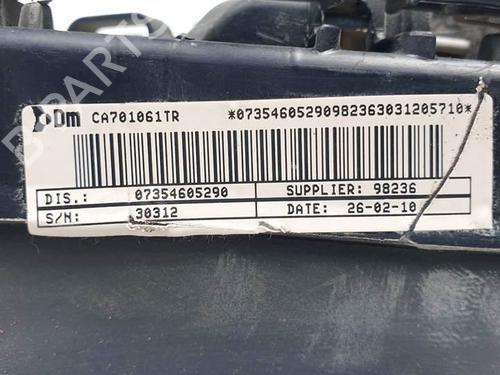 Dm CA701061TR *07354605290982363031205710*
DIS.: 07354605290 SUPPLIER: 98236
S/N: 30312 DATE: 26-02-10